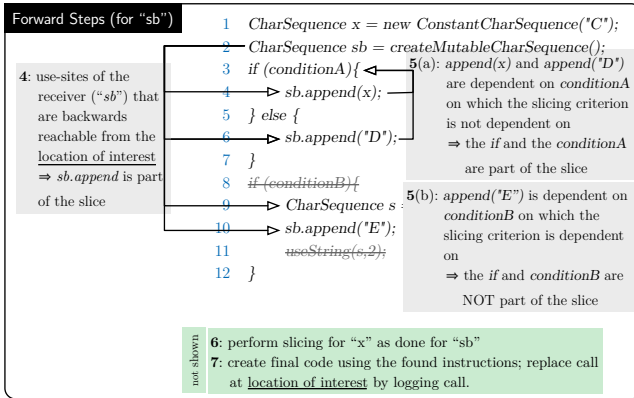 Forward Steps (for “sb”)
1 CharSequence x = new ConstantCharSequence("C");
2 CharSequence sb = createMutableCharSequence();
3 if (conditionA){
4 sb.append(x);
5 } else {
6 sb.append("D");
7 }
8 if (conditionB){
9 CharSequence s =
10 sb.append("E");
11 useString(s,2);
12 }
4: use-sites of the
receiver (“sb”) that
are backwards
reachable from the
location of interest
⇒ sb.append is part
of the slice
5(a): append(x) and append("D")
are dependent on conditionA
on which the slicing criterion
is not dependent on
⇒ the if and the conditionA
are part of the slice
5(b): append("E”) is dependent on
conditionB on which the
slicing criterion is dependent
on
⇒ the if and conditionB are
NOT part of the slice
not shown
6: perform slicing for “x” as done for “sb”
7: create final code using the found instructions; replace call
at location of interest by logging call.